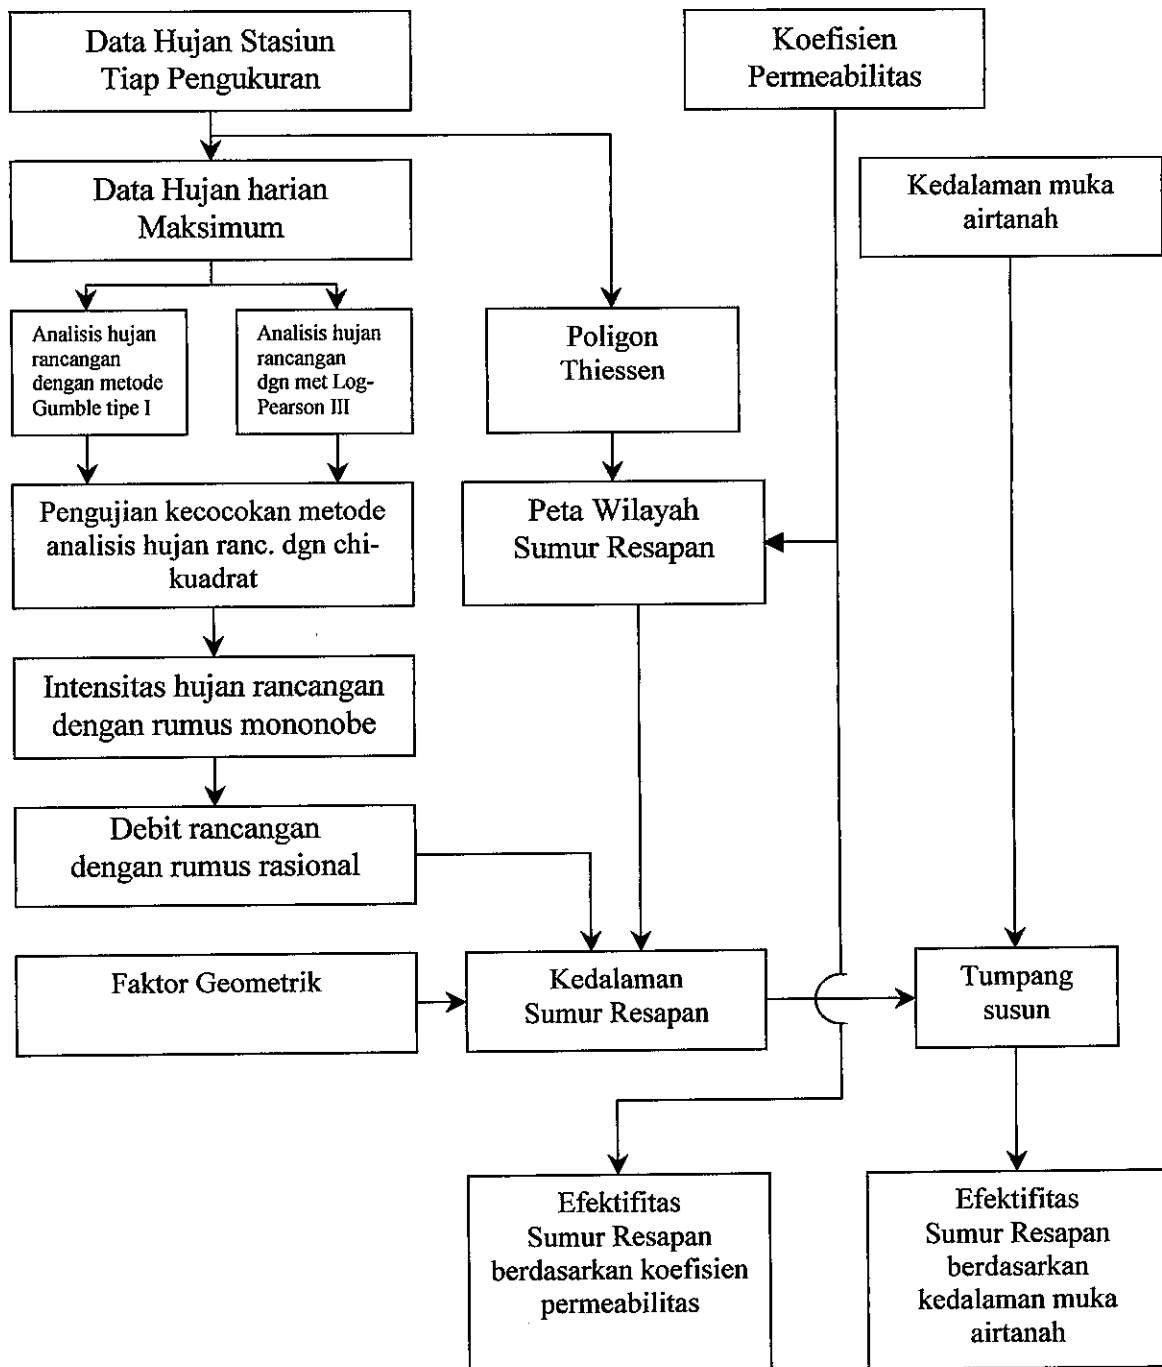 Data Hujan Stasiun
Tiap Pengukuran
Koefisien
Permeabilitas
Data Hujan harian
Maksimum
Kedalaman muka
airtanah
Analisis hujan
rancangan
dengan metode
Gumble tipe I
Analisis hujan
rancangan
dgn met Log-
Pearson III
Poligon
Thiessen
Pengujian kecocokan metode
analisis hujan ranc. dgn chi-
kuadrat
Peta Wilayah
Sumur Resapan
Intensitas hujan rancangan
dengan rumus mononobe
Debit rancangan
dengan rumus rasional
Faktor Geometrik
Kedalaman
Sumur Resapan
Tumpang
susun
Efektifitas
Sumur Resapan
berdasarkan koefisien
permeabilitas
Efektifitas
Sumur Resapan
berdasarkan
kedalaman muka
airtanah